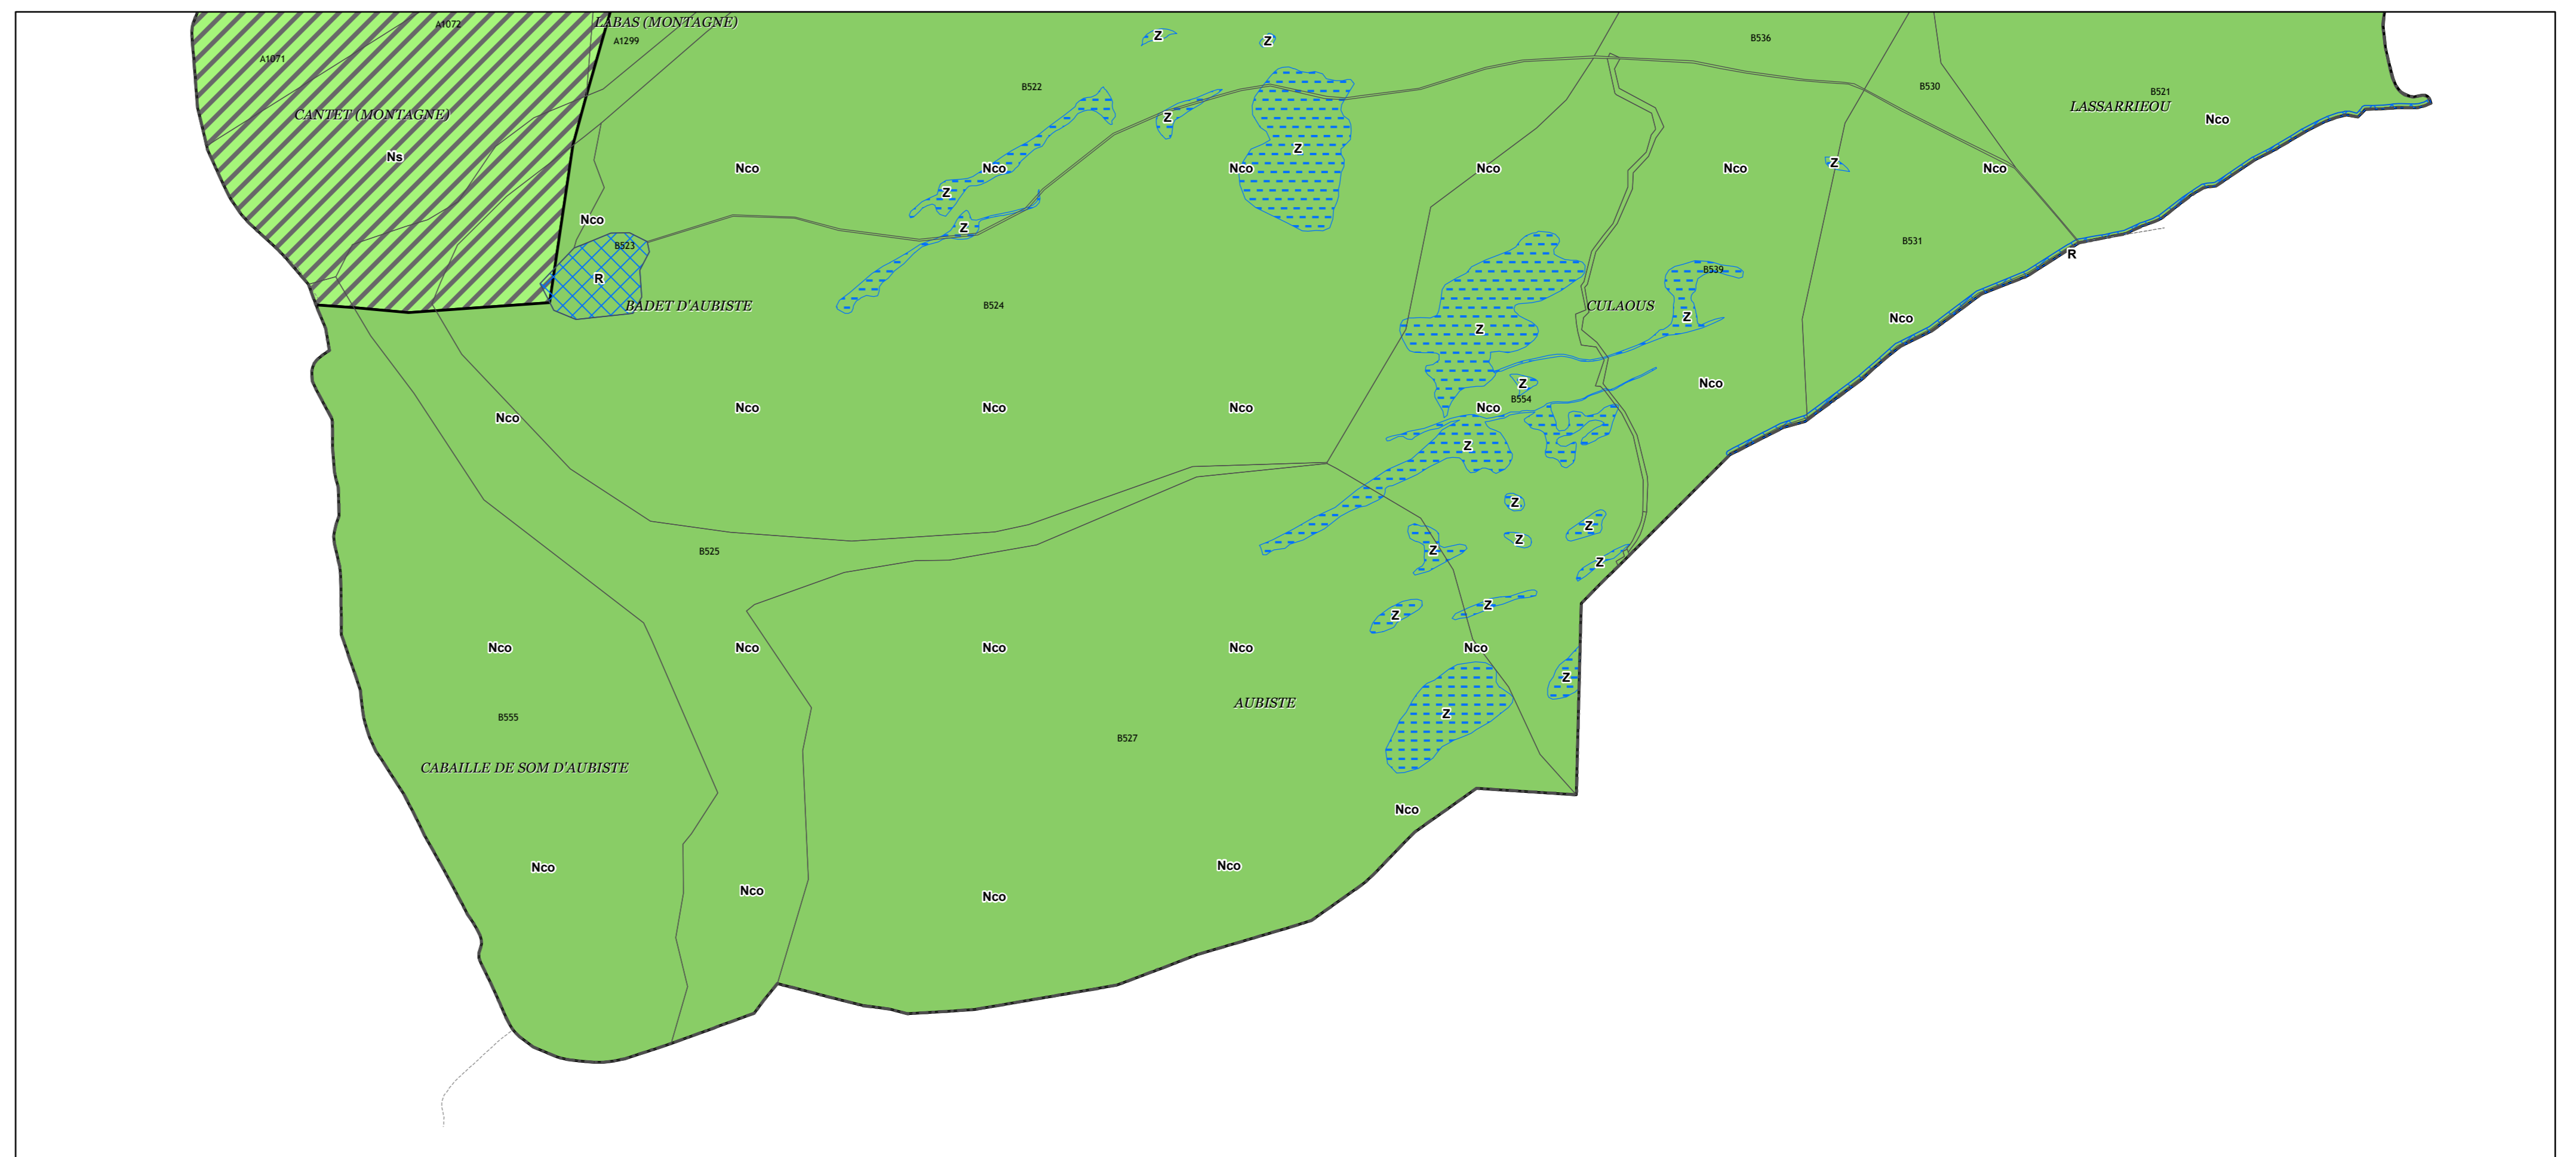 LABAS (MONTAGNE)
A1072
A1299
Z
Z
B536
A1071
B522
B530
B521
LASSARRIEOU
CANTET (MONTAGNE)
Z
Nco
Z
Ns
Nco
Nco
Nco
Nco
Nco
Z
Nco
Z
Nco
Z
B523
B531
R
R
B539
BADET D'AUBISTE
B524
CULAOUS
Z
Nco
Z
Z
Nco
B554
Nco
Nco
Nco
Nco
Nco
Z
Z
Z
Z
B525
Z
Z
Z
Z
Nco
Nco
Nco
Nco
Nco
Z
AUBISTE
B555
Z
B527
CABAILLE DE SOM D'AUBISTE
Nco
Nco
Nco
Nco
Nco